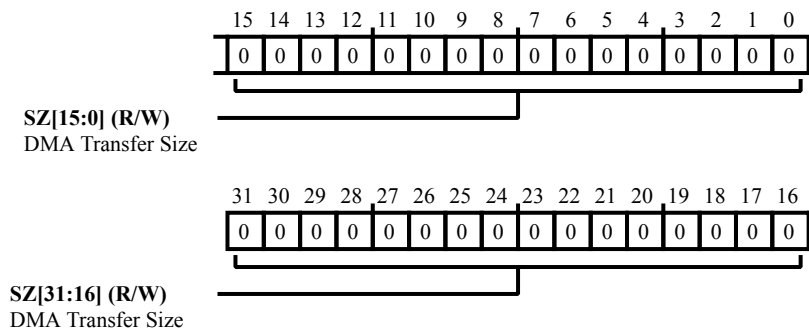 15 14 13 12 11 10 9 8 7 6 5 4 3 2 1 0
0 0 0 0 0 0 0 0 0 0 0 0 0 0 0 0
SZ[15:0] (R/W)
DMA Transfer Size
31 30 29 28 27 26 25 24 23 22 21 20 19 18 17 16
0 0 0 0 0 0 0 0 0 0 0 0 0 0 0 0
SZ[31:16] (R/W)
DMA Transfer Size